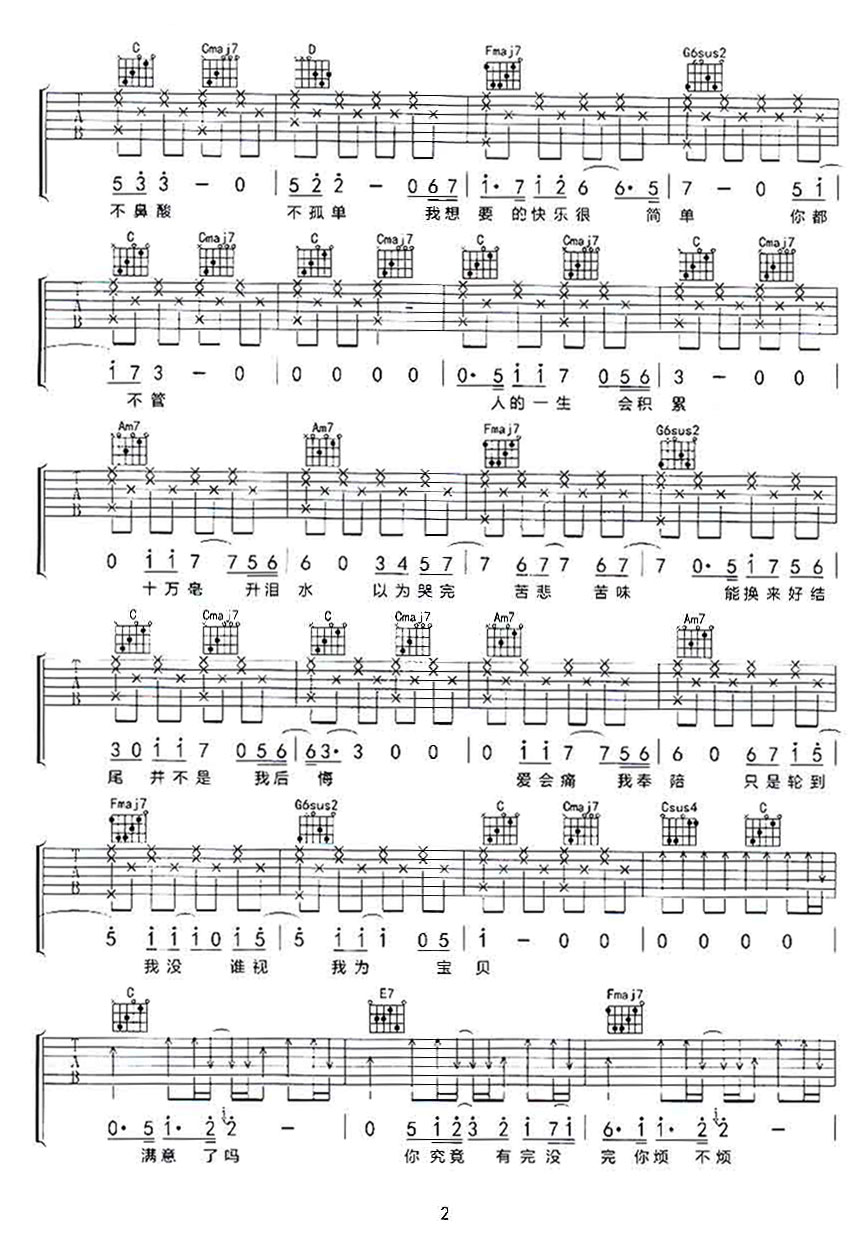 C Cmaj7 D Fmaj7 G6sus2
T A B
5 3 3 — 0 | 5 2 2 — 0 6 7 | i· 7 i 2 6 6· 5 | 7 — 0 5 i
不鼻酸 不孤单 我想要的快乐很 简单 你都
C Cmaj7 C Cmaj7 C Cmaj7 C Cmaj7
T A B
i 7 3 — 0 | 0 0 0 0 | 0· 5 i i 7 0 5 6 | 3 — 0 0 |
不管 人的一生 会积累
Am7 Am7 Fmaj7 G6sus2
T A B
0 i i 7 7 5 6 | 6 0 3 4 5 7 | 7 6 7 7 6 7 | 7 0· 5 i 7 5 6
十万毫 升泪水 以为哭完 苦悲 苦味 能换来好结
C Cmaj7 C Cmaj7 Am7 Am7
T A B
3 0 i i 7 0 5 6 | 6 3· 3 0 0 | 0 i i 7 7 5 6 | 6 0 6 7 i 5 |
尾 并不是 我后悔 爱会痛 我奉陪 只是轮到
Fmaj7 G6sus2 C Cmaj7 Csus4 C
T A B
5 i i i 0 i 5 | 5 i i i 0 5 | i — 0 0 | 0 0 0 0 |
我没 谁视 我为 宝贝
C E7 Fmaj7
T A B
0· 5 i· 2 i 2 — | 0 5 i 2 3 2 i 7 i | 6· i i· 2 i 2 — |
满意 了吗 你究竟 有完没 完你烦 不烦
2